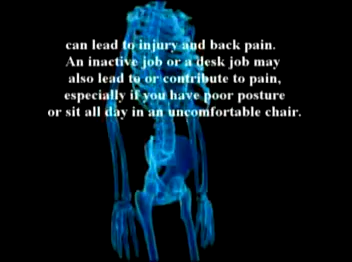 can lead to injury and back pain.
An inactive job or a desk job may
also lead to or contribute to pain,
especially if you have poor posture
or sit all day in an uncomfortable chair.